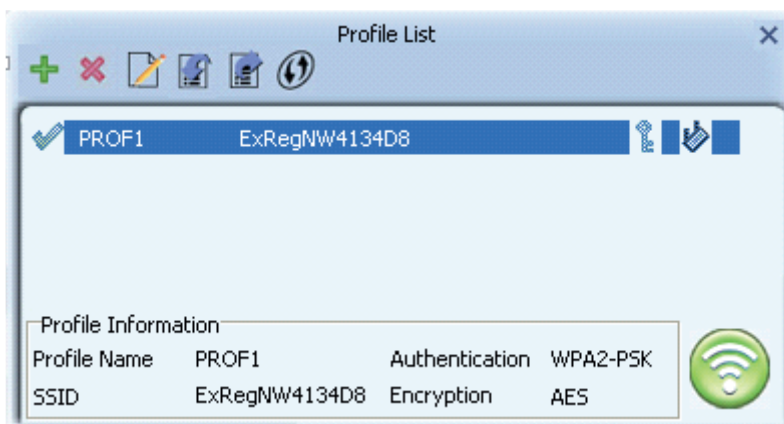 Profile List
PROF1 ExRegNW4134D8
Profile Information
Profile Name PROF1 Authentication WPA2-PSK
SSID ExRegNW4134D8 Encryption AES